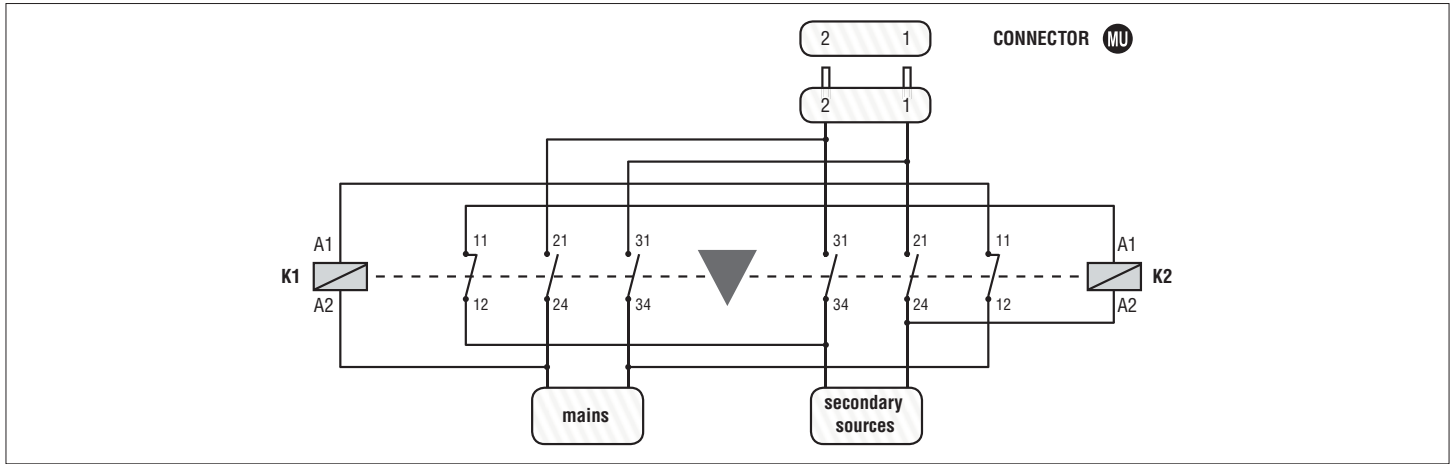 2 1 CONNECTOR MU
2 1
11 21 31 31 21 11
A1 A1
K1 K2
A2 A2
12 24 34 34 24 12
mains
secondary
sources